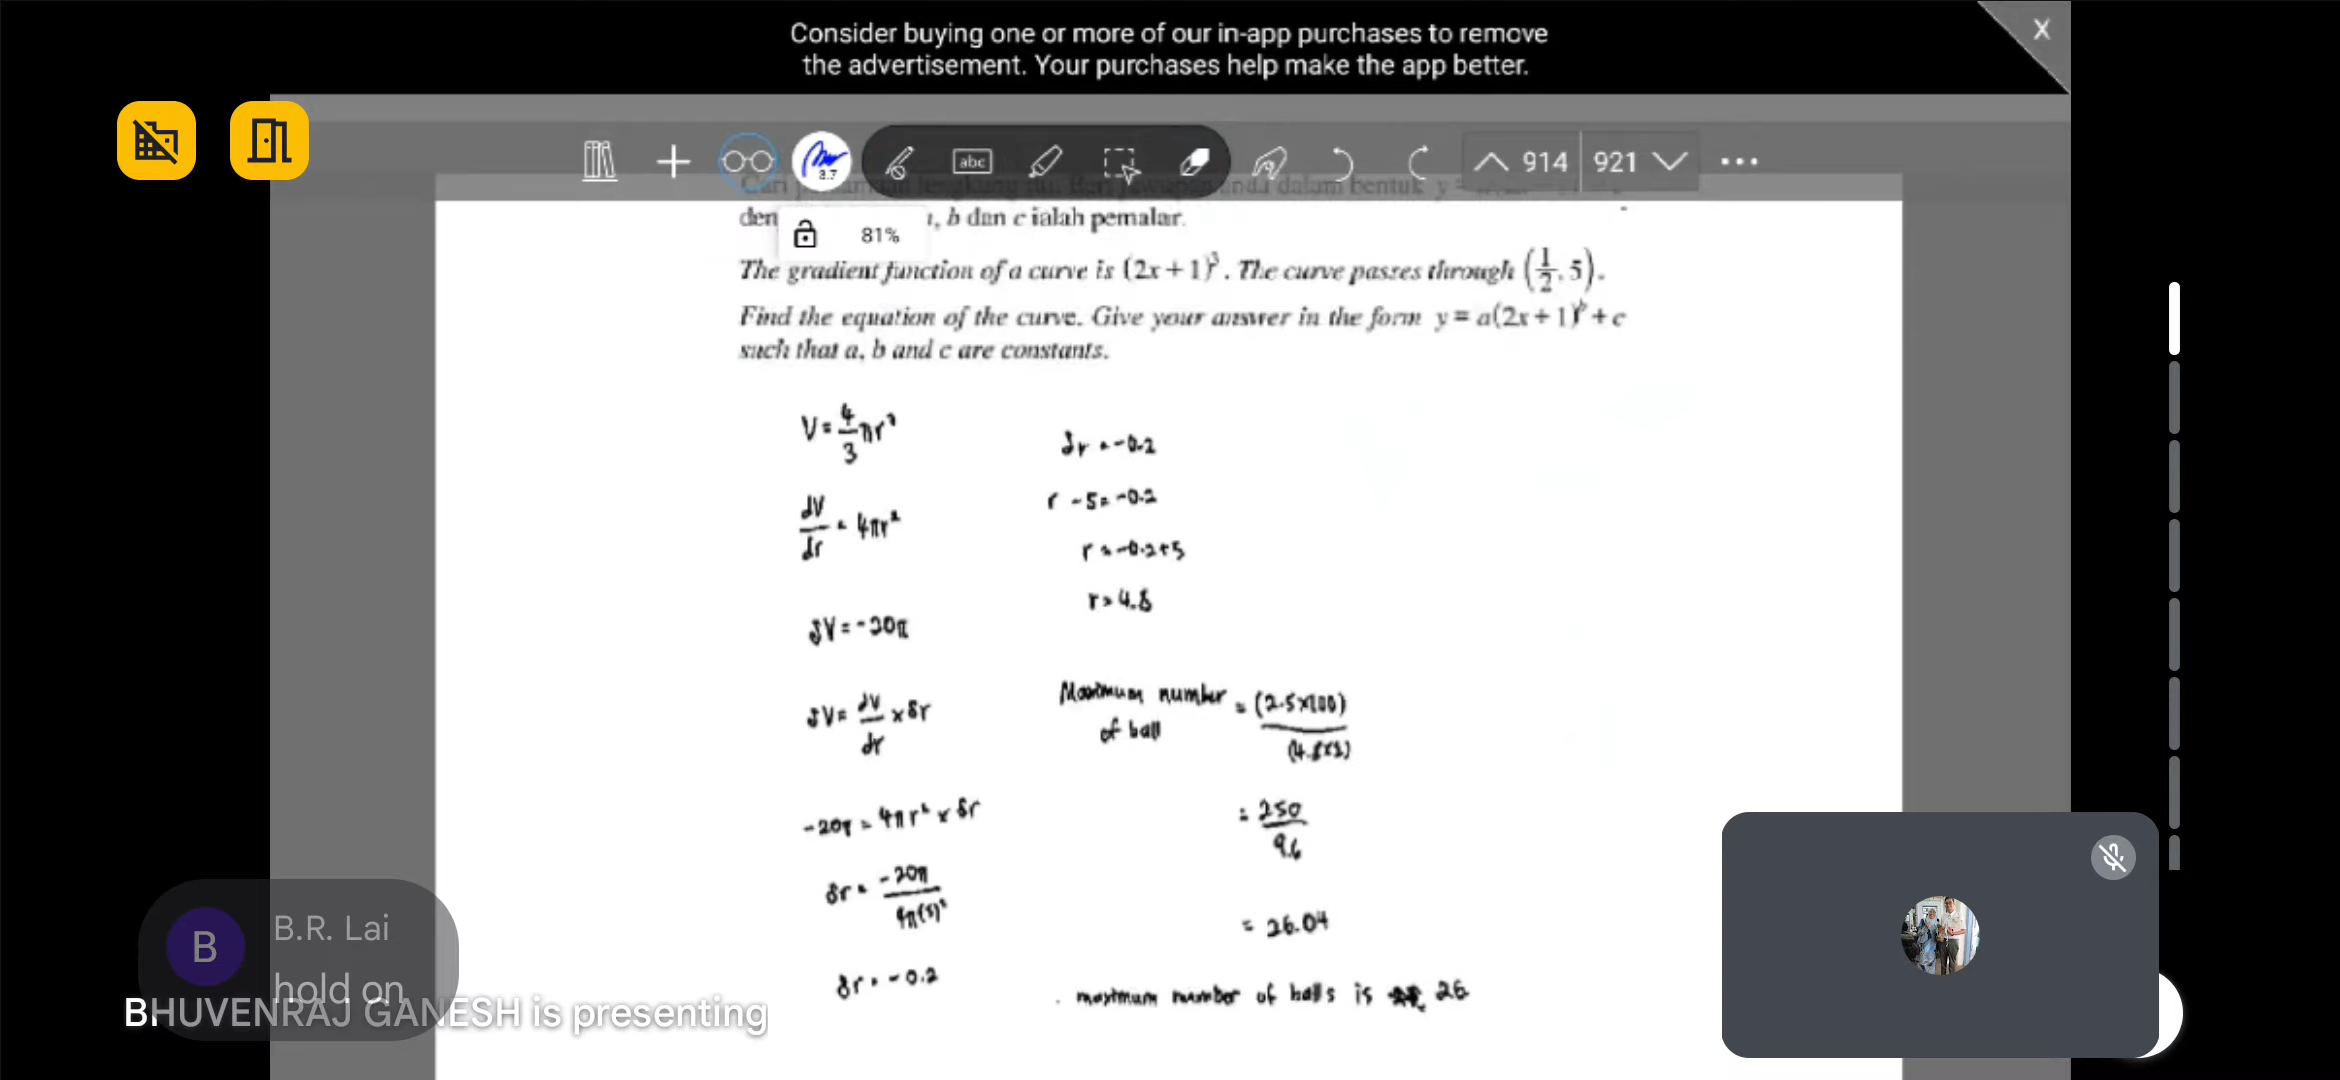 Consider buying one or more of our in-app purchases to remove
the advertisement. Your purchases help make the app better.
X
3.7
abc
914
921
dalam bentuk y =
81%
b dan c ialah pemalar.
The gradient function of a curve is (2x+1)³. The curve passes through (1/2, 5).
Find the equation of the curve. Give your answer in the form y = a(2x+1)ᵇ + c
such that a, b and c are constants.
V = 4/3 πr³
dV/dr = 4πr²
δV = -20π
δV = dV/dr × δr
-20π = 4πr² × δr
δr = -20π / 4π(5)²
δr = -0.2
δr = -0.2
r - 5 = -0.2
r = -0.2+5
r = 4.8
Maximum number of ball = (2.5×100) / (4.8×2)
= 250 / 9.6
= 26.04
maximum number of balls is 26
B
B.R. Lai
hold on
BHUVENRAJ GANESH is presenting